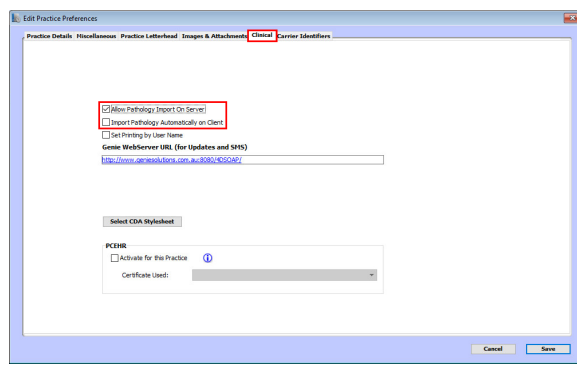 Edit Practice Preferences
Practice Details Miscellaneous Practice Letterhead Images & Attachments Clinical Carrier Identifiers
Allow Pathology Import On Server
Import Pathology Automatically on Client
Set Printing by User Name
Genie WebServer URL (for Updates and SMS)
http://www.geniesolutions.com.au:8080/4DSOAP/
Select CDA Stylesheet
PCEHR
Activate for this Practice
Certificate Used:
Cancel Save